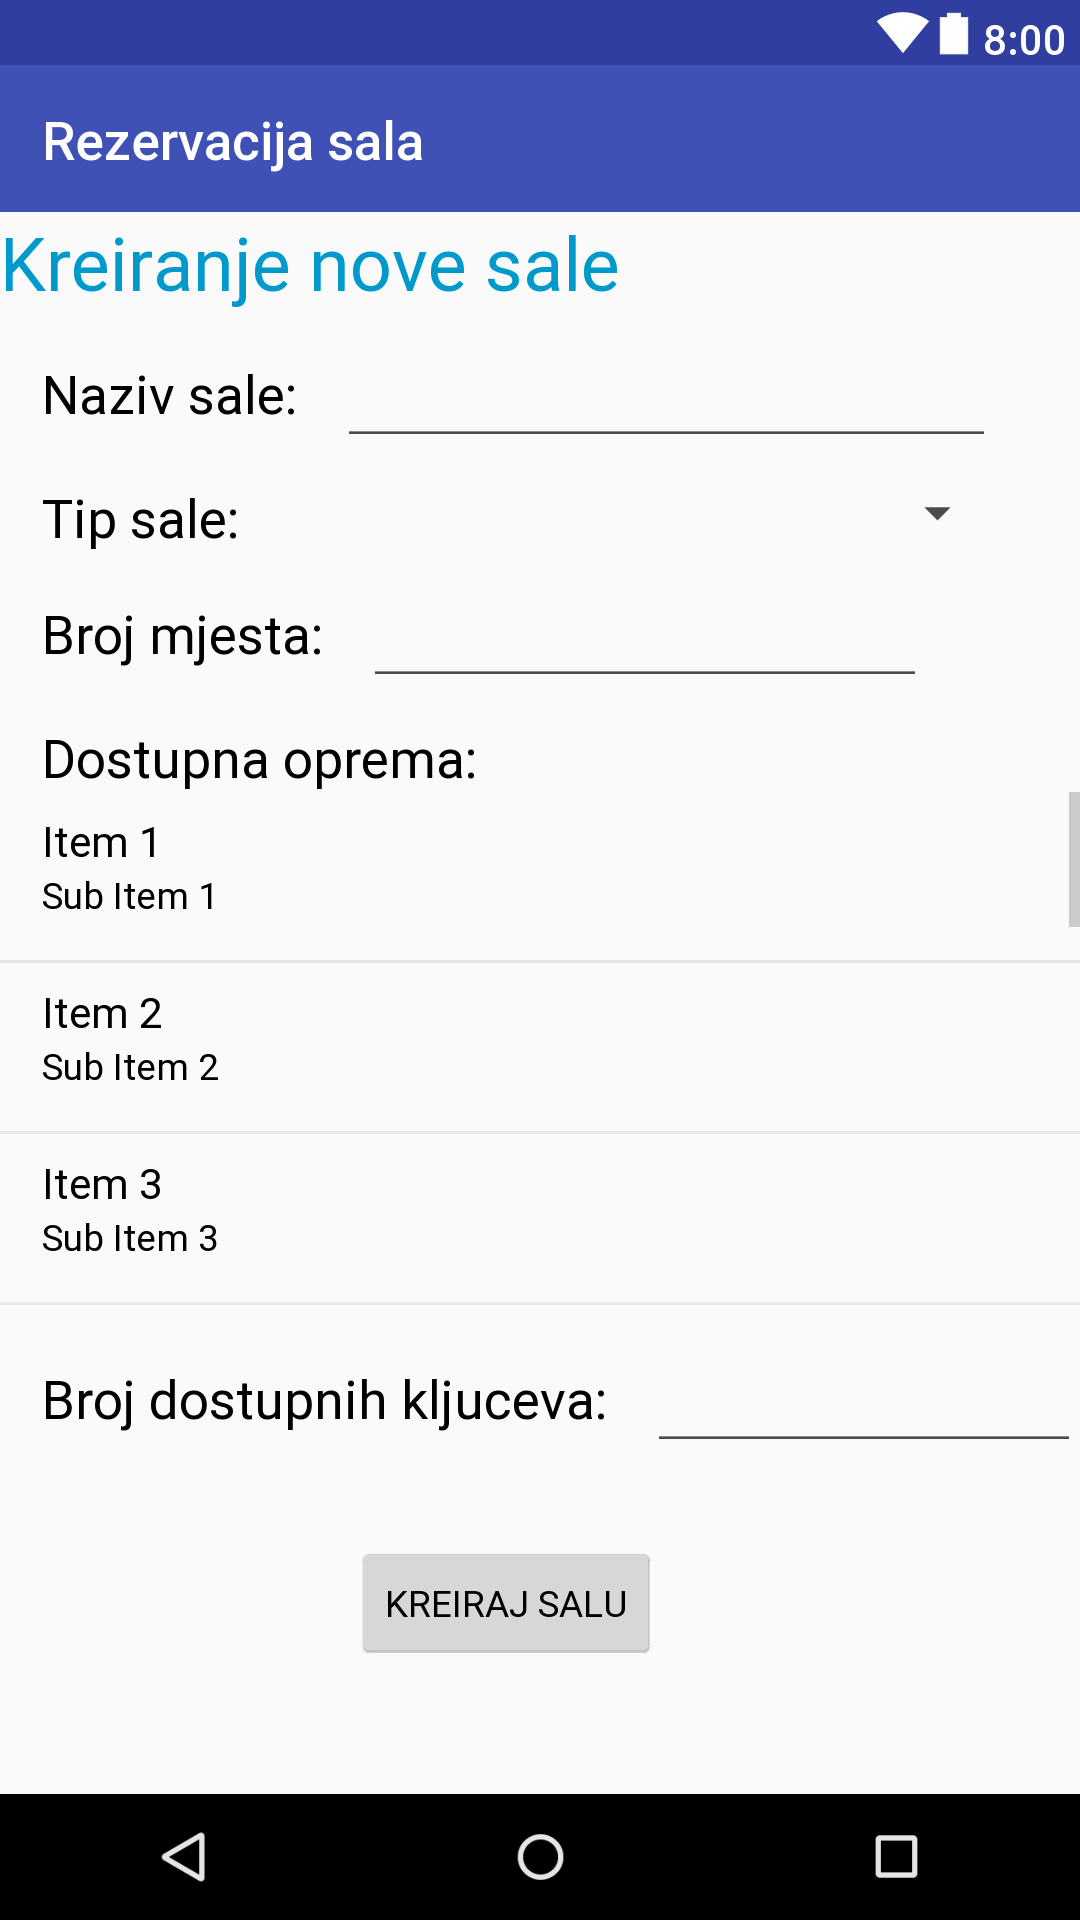 8:00
Rezervacija sala
Kreiranje nove sale
Naziv sale:
Tip sale:
Broj mjesta:
Dostupna oprema:
Item 1
Sub Item 1
Item 2
Sub Item 2
Item 3
Sub Item 3
Broj dostupnih kljuceva:
KREIRAJ SALU